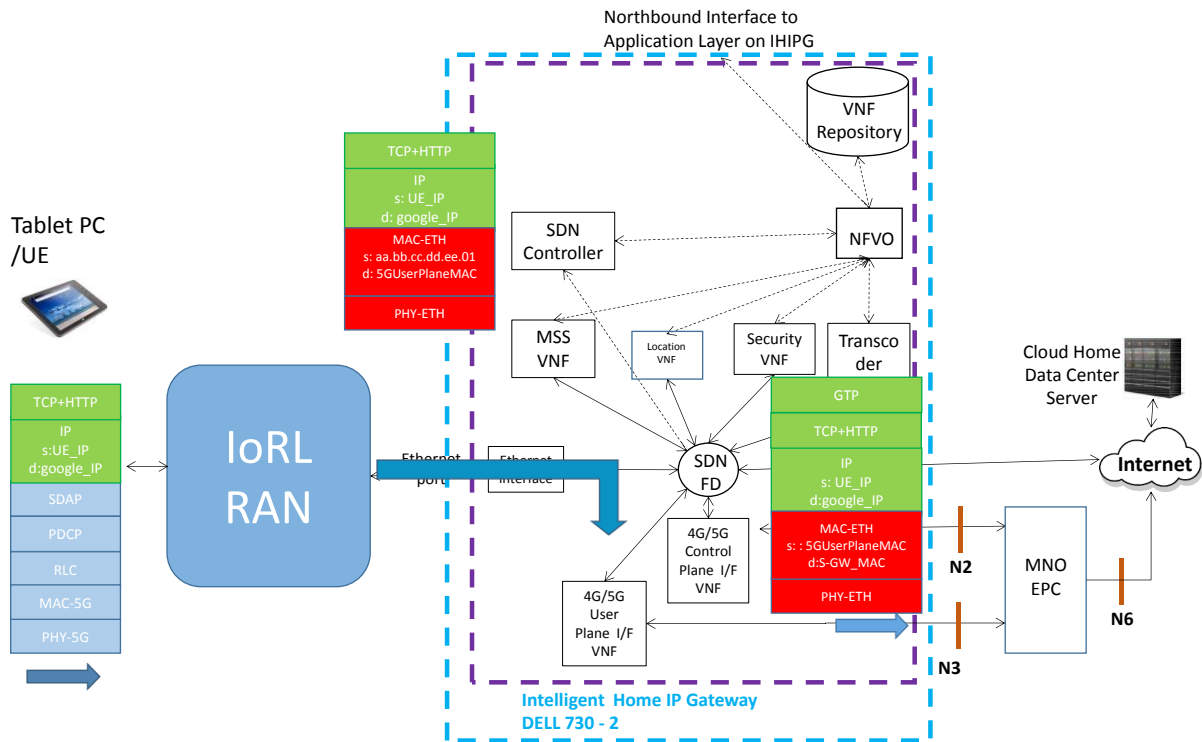 Northbound Interface to
Application Layer on IHIPG
VNF
Repository
TCP+HTTP
IP
s: UE_IP
d: google_IP
MAC-ETH
s: aa.bb.cc.dd.ee.01
d: 5GUserPlaneMAC
PHY-ETH
SDN
Controller
NFVO
Tablet PC
/UE
MSS
VNF
Location
VNF
Security
VNF
Transcoder
Cloud Home
Data Center
Server
TCP+HTTP
IP
s:UE_IP
d:google_IP
SDAP
PDCP
RLC
MAC-5G
PHY-5G
IoRL
RAN
Ethernet
port
Ethernet
Interface
SDN
FD
GTP
TCP+HTTP
IP
s: UE_IP
d:google_IP
MAC-ETH
s: : 5GUserPlaneMAC
d:S-GW_MAC
PHY-ETH
Internet
4G/5G
Control
Plane I/F
VNF
4G/5G
User
Plane I/F
VNF
N2
MNO
EPC
N6
N3
Intelligent Home IP Gateway
DELL 730 - 2